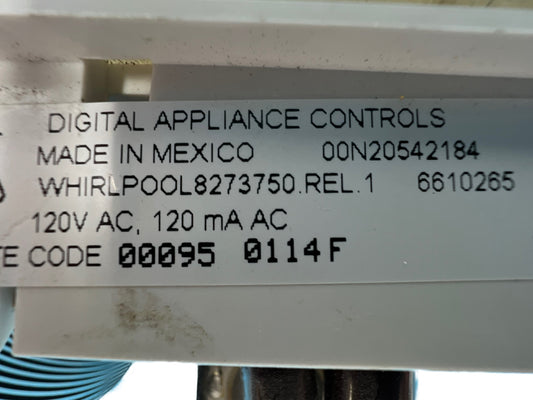 DIGITAL APPLIANCE CONTROLS
MADE IN MEXICO 00N20542184
WHIRLPOOL8273750.REL.1 6610265
120V AC, 120 mA AC
TE CODE 00095 0114F